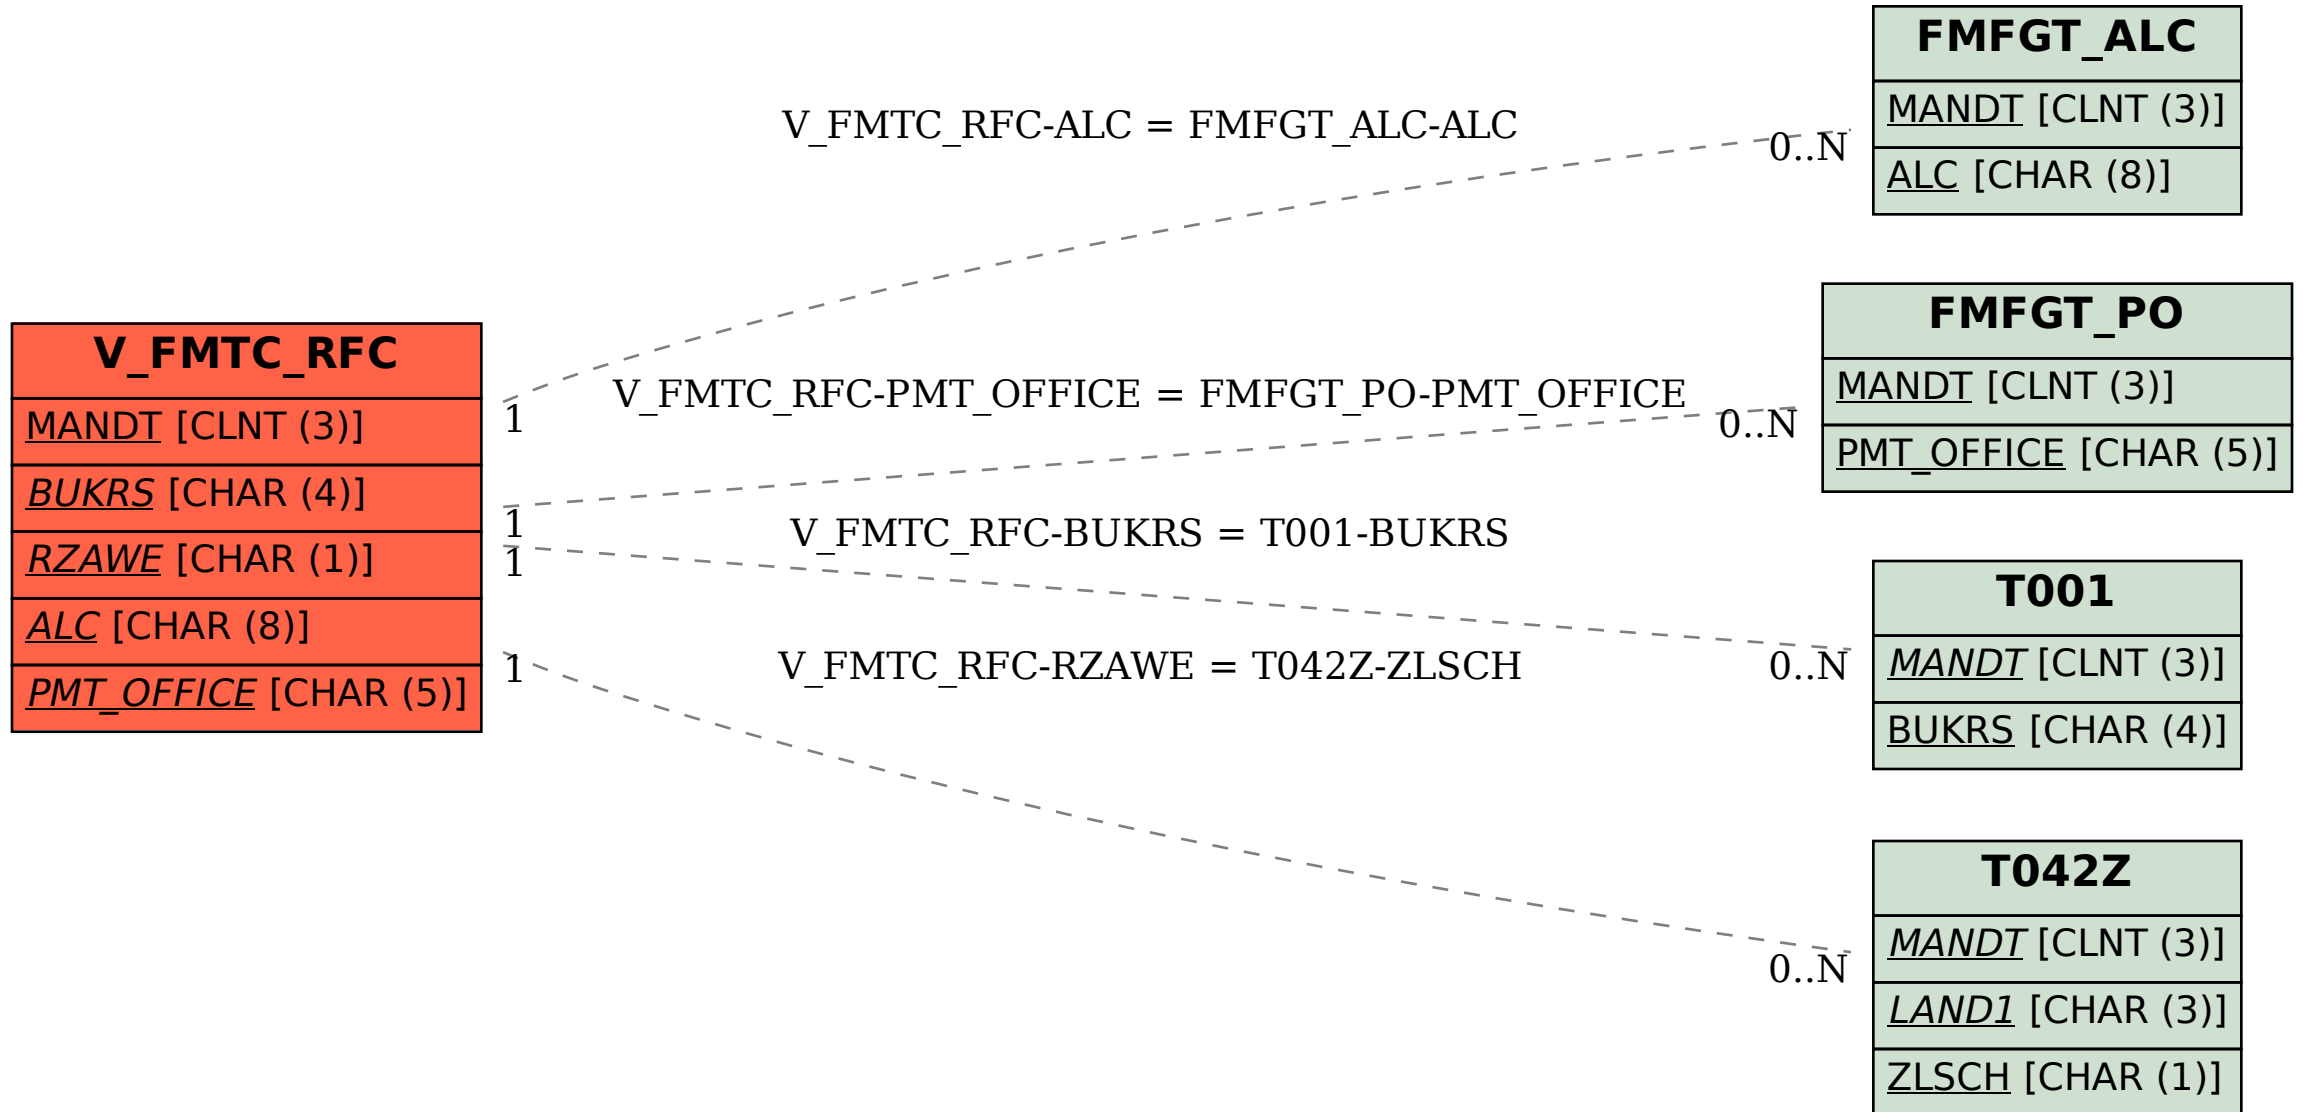 V_FMTC_RFC
MANDT [CLNT (3)]
BUKRS [CHAR (4)]
RZAWE [CHAR (1)]
ALC [CHAR (8)]
PMT_OFFICE [CHAR (5)]
V_FMTC_RFC-ALC = FMFGT_ALC-ALC
1
0..N
V_FMTC_RFC-PMT_OFFICE = FMFGT_PO-PMT_OFFICE
1
0..N
V_FMTC_RFC-BUKRS = T001-BUKRS
1
0..N
V_FMTC_RFC-RZAWE = T042Z-ZLSCH
1
0..N
FMFGT_ALC
MANDT [CLNT (3)]
ALC [CHAR (8)]
FMFGT_PO
MANDT [CLNT (3)]
PMT_OFFICE [CHAR (5)]
T001
MANDT [CLNT (3)]
BUKRS [CHAR (4)]
T042Z
MANDT [CLNT (3)]
LAND1 [CHAR (3)]
ZLSCH [CHAR (1)]